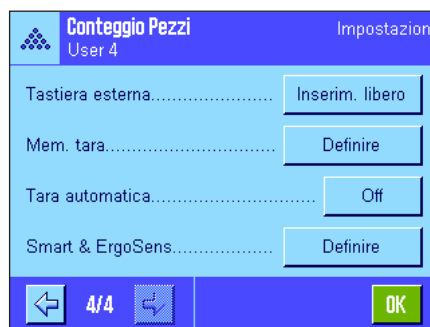 Conteggio Pezzi Impostazion
User 4
Tastiera esterna...................... Inserim. libero
Mem. tara.............................. Definire
Tara automatica............................. Off
Smart & ErgoSens.................. Definire
4/4 OK